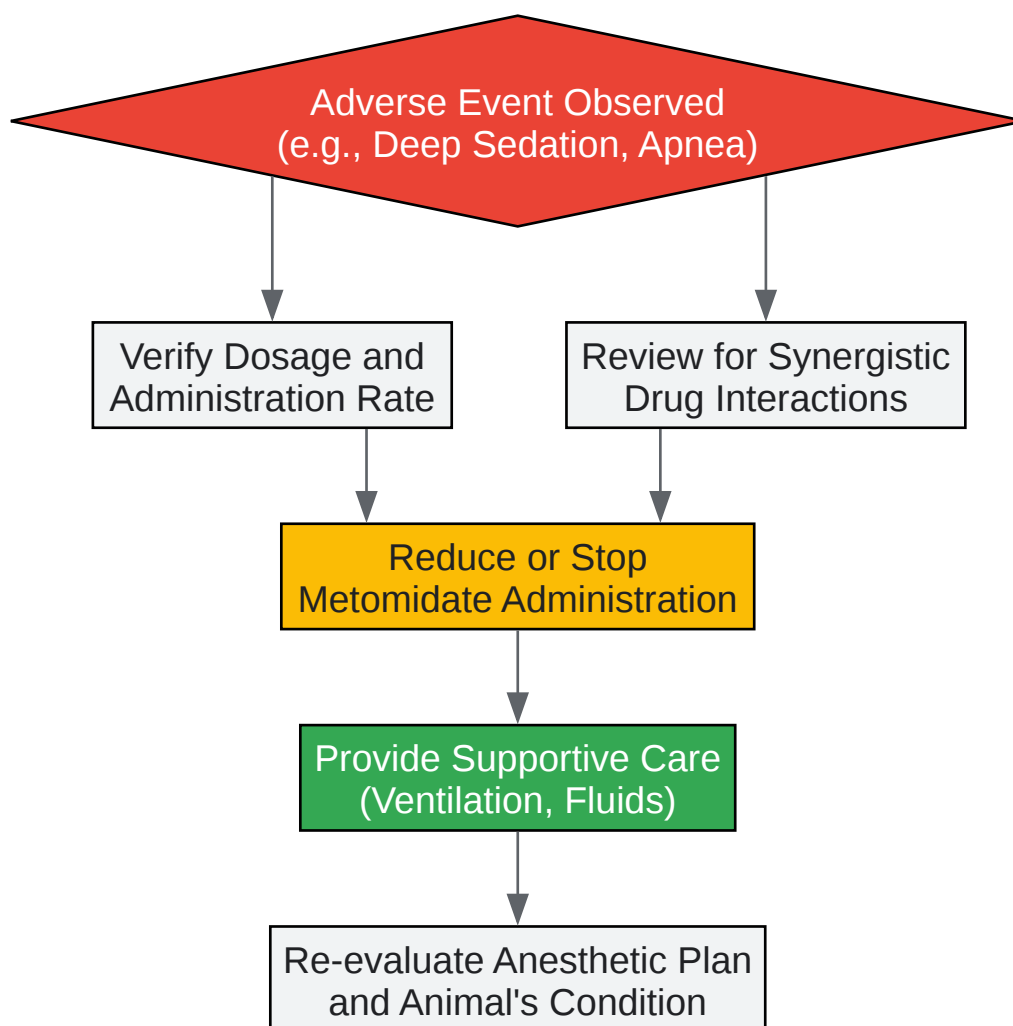 Adverse Event Observed
(e.g., Deep Sedation, Apnea)
Verify Dosage and
Administration Rate
Review for Synergistic
Drug Interactions
Reduce or Stop
Metomidate Administration
Provide Supportive Care
(Ventilation, Fluids)
Re-evaluate Anesthetic Plan
and Animal's Condition